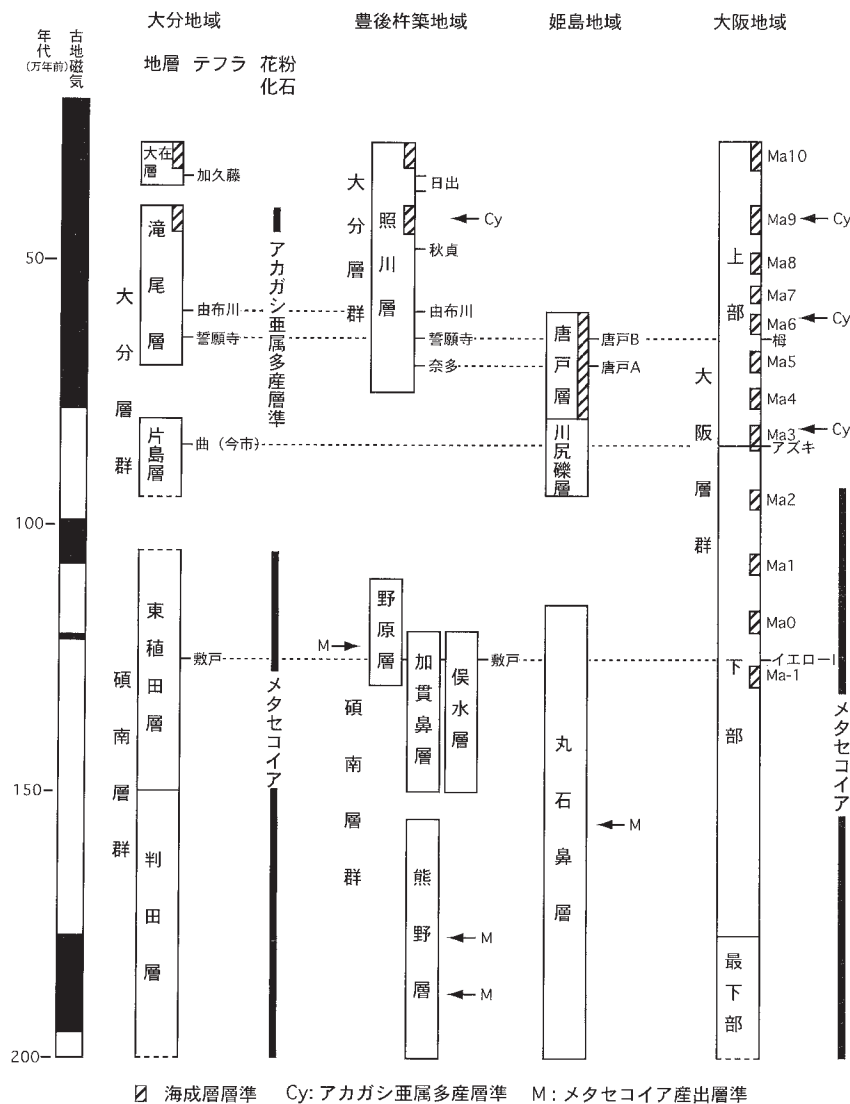 大分地域
豊後杵築地域
姫島地域
大阪地域
年代
(万年前)
古地磁気
地層 テフラ 花粉化石
50
100
150
200
大分層群
碩南層群
大在層
加久藤
滝尾層
由布川
誓願寺
片島層
曲（今市）
東稙田層
敷戸
判田層
アカガシ亜属多産層準
メタセコイア
大分層群
照川層
日出
Cy
秋貞
由布川
誓願寺
奈多
碩南層群
M
野原層
加貫鼻層
俣水層
敷戸
熊野層
M
M
唐戸層
唐戸B
唐戸A
川尻礫層
丸石鼻層
M
大阪層群
上部
下部
最下部
Ma10
Ma9
Cy
Ma8
Ma7
Ma6
Cy
栂
Ma5
Ma4
Ma3
Cy
アズキ
Ma2
Ma1
Ma0
イエローI
Ma-1
メタセコイア
海成層層準 Cy: アカガシ亜属多産層準 M：メタセコイア産出層準